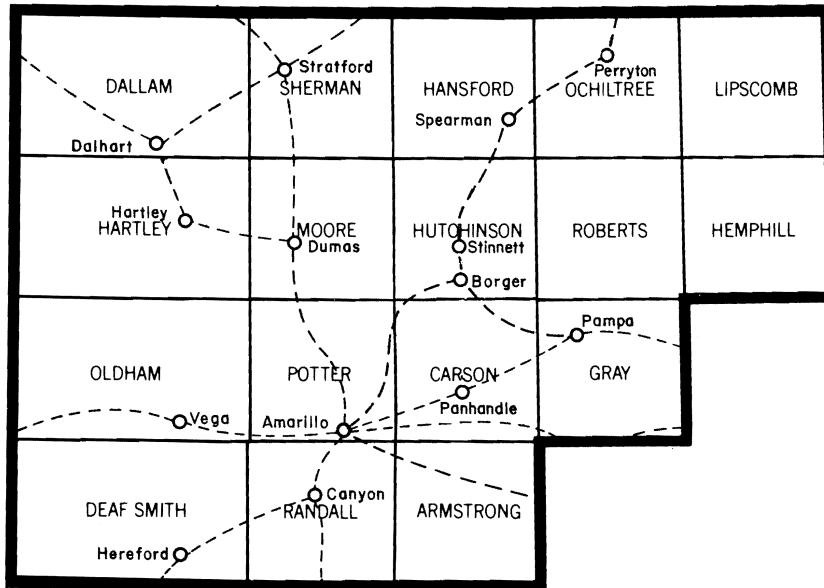 Stratford
DALLAM
SHERMAN
HANSFORD
Perryton
OCHILTREE
LIPSCOMB
Spearman
Dalhart
Hartley
HARTLEY
MOORE
Dumas
HUTCHINSON
Stinnett
ROBERTS
HEMPHILL
Borger
Pampa
OLDHAM
POTTER
CARSON
GRAY
Panhandle
Vega
Amarillo
Canyon
DEAF SMITH
RANDALL
ARMSTRONG
Hereford